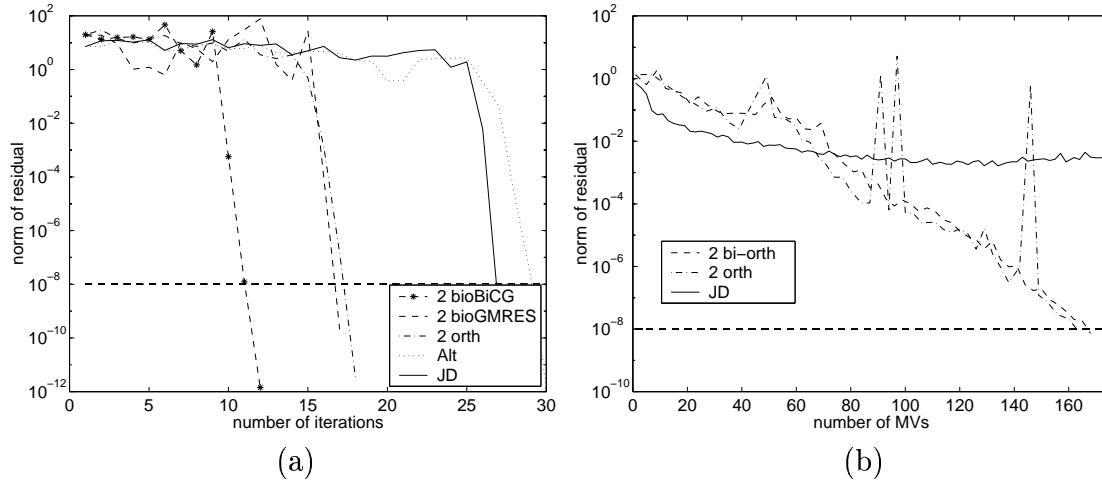 10^2
10^0
10^−2
10^−4
10^−6
10^−8
10^−10
10^−12
norm of residual
0 5 10 15 20 25 30
number of iterations
2 bioBiCG
2 bioGMRES
2 orth
Alt
JD
(a)
10^2
10^0
10^−2
10^−4
10^−6
10^−8
10^−10
norm of residual
0 20 40 60 80 100 120 140 160
number of MVs
2 bi−orth
2 orth
JD
(b)